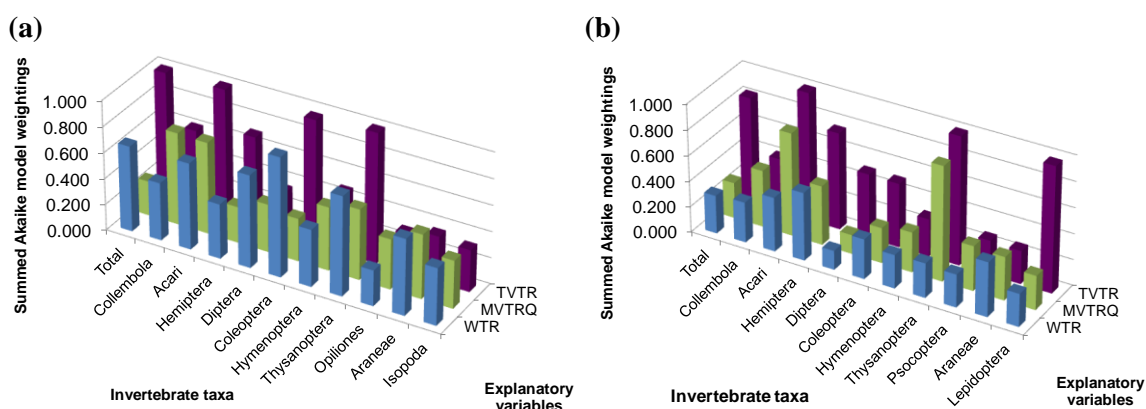 (a)
Summed Akaike model weightings
1.000
0.800
0.600
0.400
0.200
0.000
Total
Collembola
Acari
Hemiptera
Diptera
Coleoptera
Hymenoptera
Thysanoptera
Opiliones
Araneae
Isopoda
TVTR
MVTRQ
WTR
Invertebrate taxa
Explanatory
variables
(b)
Summed Akaike model weightings
1.000
0.800
0.600
0.400
0.200
0.000
Total
Collembola
Acari
Hemiptera
Diptera
Coleoptera
Hymenoptera
Thysanoptera
Psocoptera
Araneae
Lepidoptera
TVTR
MVTRQ
WTR
Invertebrate taxa
Explanatory
variables